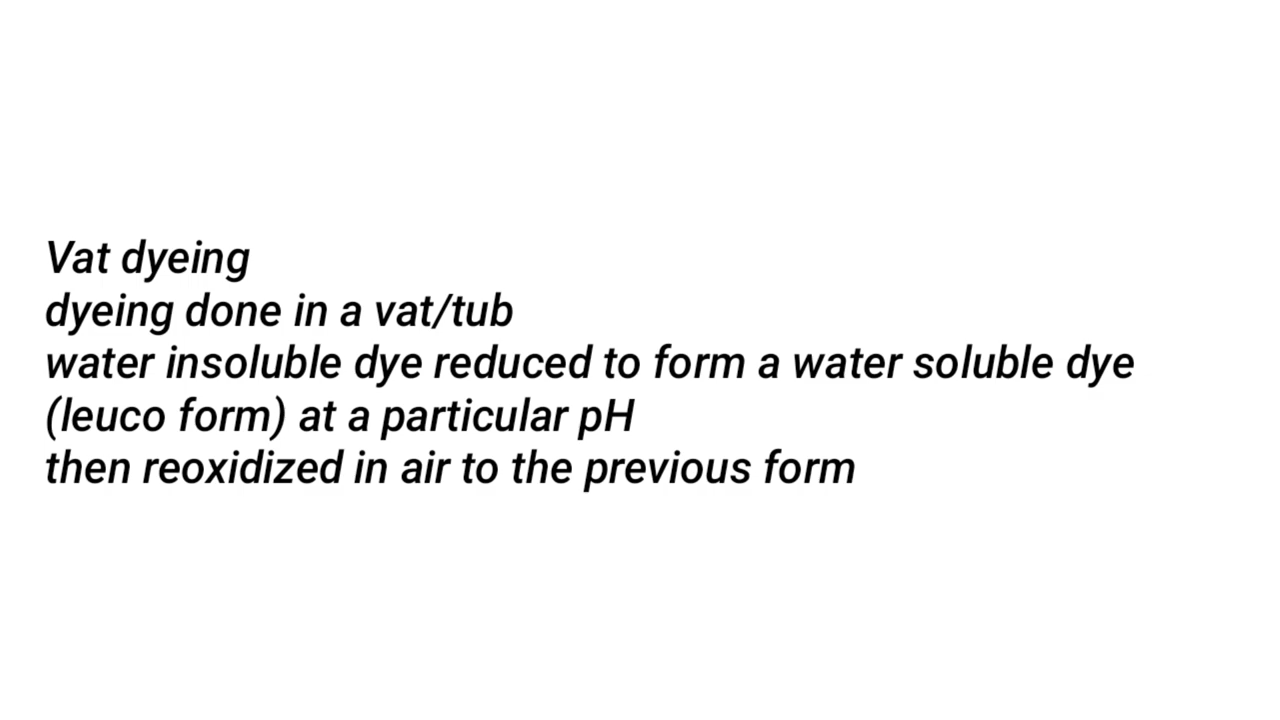 Vat dyeing
dyeing done in a vat/tub
water insoluble dye reduced to form a water soluble dye
(leuco form) at a particular pH
then reoxidized in air to the previous form